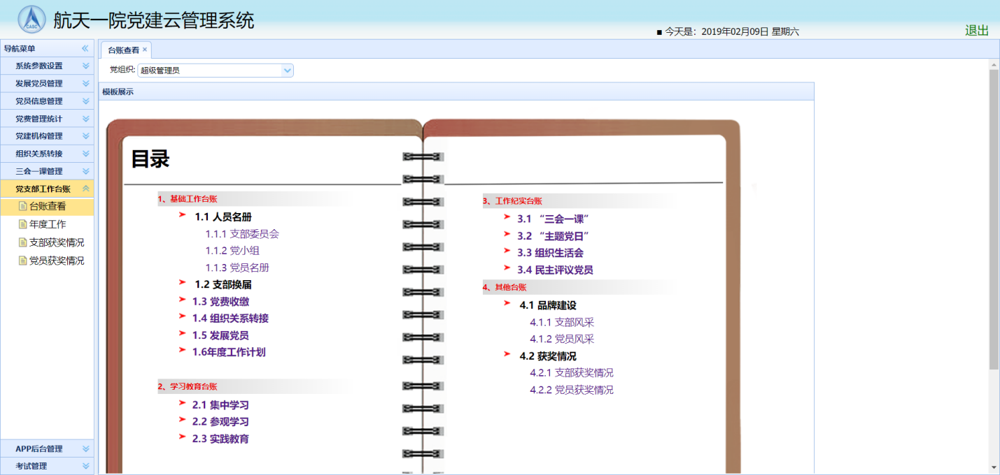 CASC
航天一院党建云管理系统
■ 今天是：2019年02月09日 星期六
退出
导航菜单
系统参数设置
发展党员管理
党员信息管理
党费管理统计
党建机构管理
组织关系转接
三会一课管理
党支部工作台账
台账查看
年度工作
支部获奖情况
党员获奖情况
APP后台管理
考试管理
台账查看 ×
党组织: 超级管理员
模板展示
目录
1、基础工作台账
1.1 人员名册
1.1.1 支部委员会
1.1.2 党小组
1.1.3 党员名册
1.2 支部换届
1.3 党费收缴
1.4 组织关系转接
1.5 发展党员
1.6年度工作计划
2、学习教育台账
2.1 集中学习
2.2 参观学习
2.3 实践教育
3、工作纪实台账
3.1 “三会一课”
3.2 “主题党日”
3.3 组织生活会
3.4 民主评议党员
4、其他台账
4.1 品牌建设
4.1.1 支部风采
4.1.2 党员风采
4.2 获奖情况
4.2.1 支部获奖情况
4.2.2 党员获奖情况